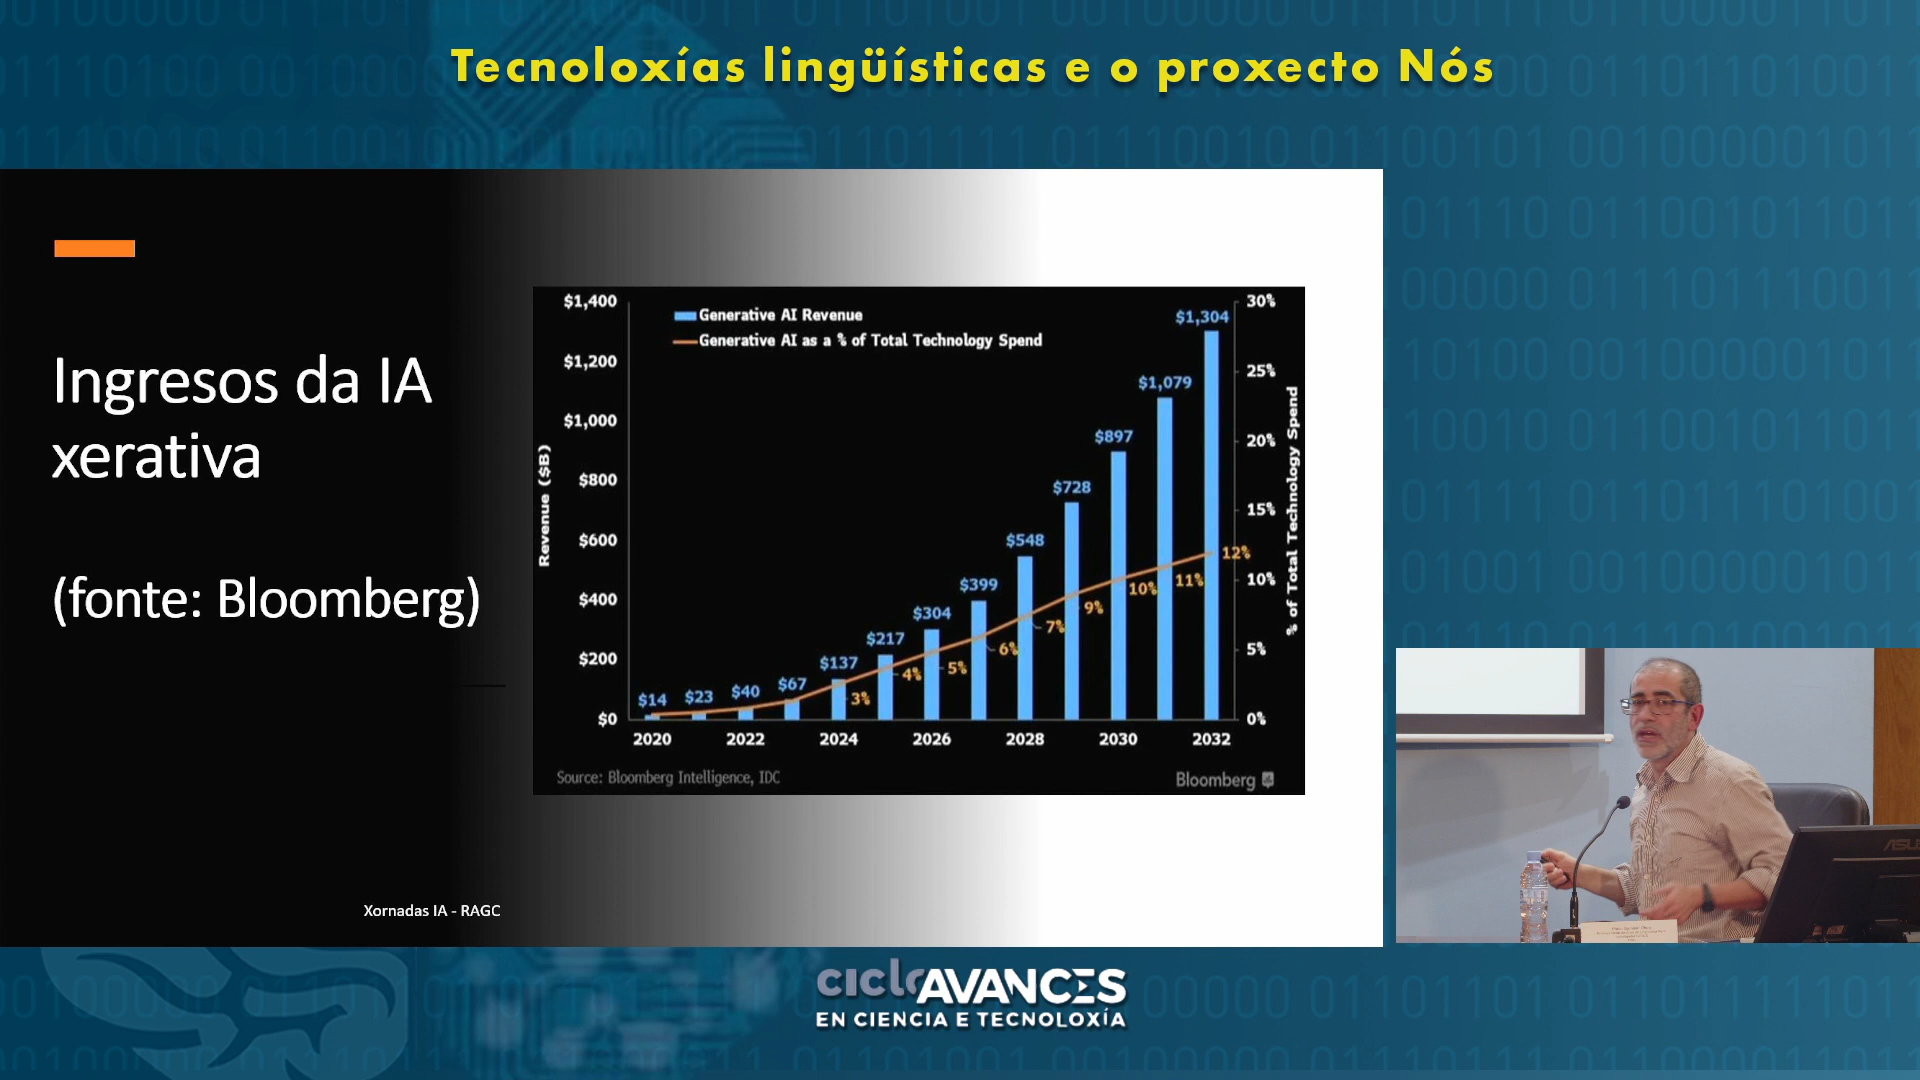 Tecnoloxías lingüísticas e o proxecto Nós
Ingresos da IA
xerativa
(fonte: Bloomberg)
Xornadas IA - RAGC
Generative AI Revenue
Generative AI as a % of Total Technology Spend
Revenue ($B)
$1,400
$1,200
$1,000
$800
$600
$400
$200
$0
$14
$23
$40
$67
$137
$217
$304
$399
$548
$728
$897
$1,079
$1,304
3%
4%
5%
6%
7%
9%
10%
11%
12%
30%
25%
20%
15%
10%
5%
0%
% of Total Technology Spend
2020 2022 2024 2026 2028 2030 2032
Source: Bloomberg Intelligence, IDC
Bloomberg
ciclo AVANCES
EN CIENCIA E TECNOLOXÍA